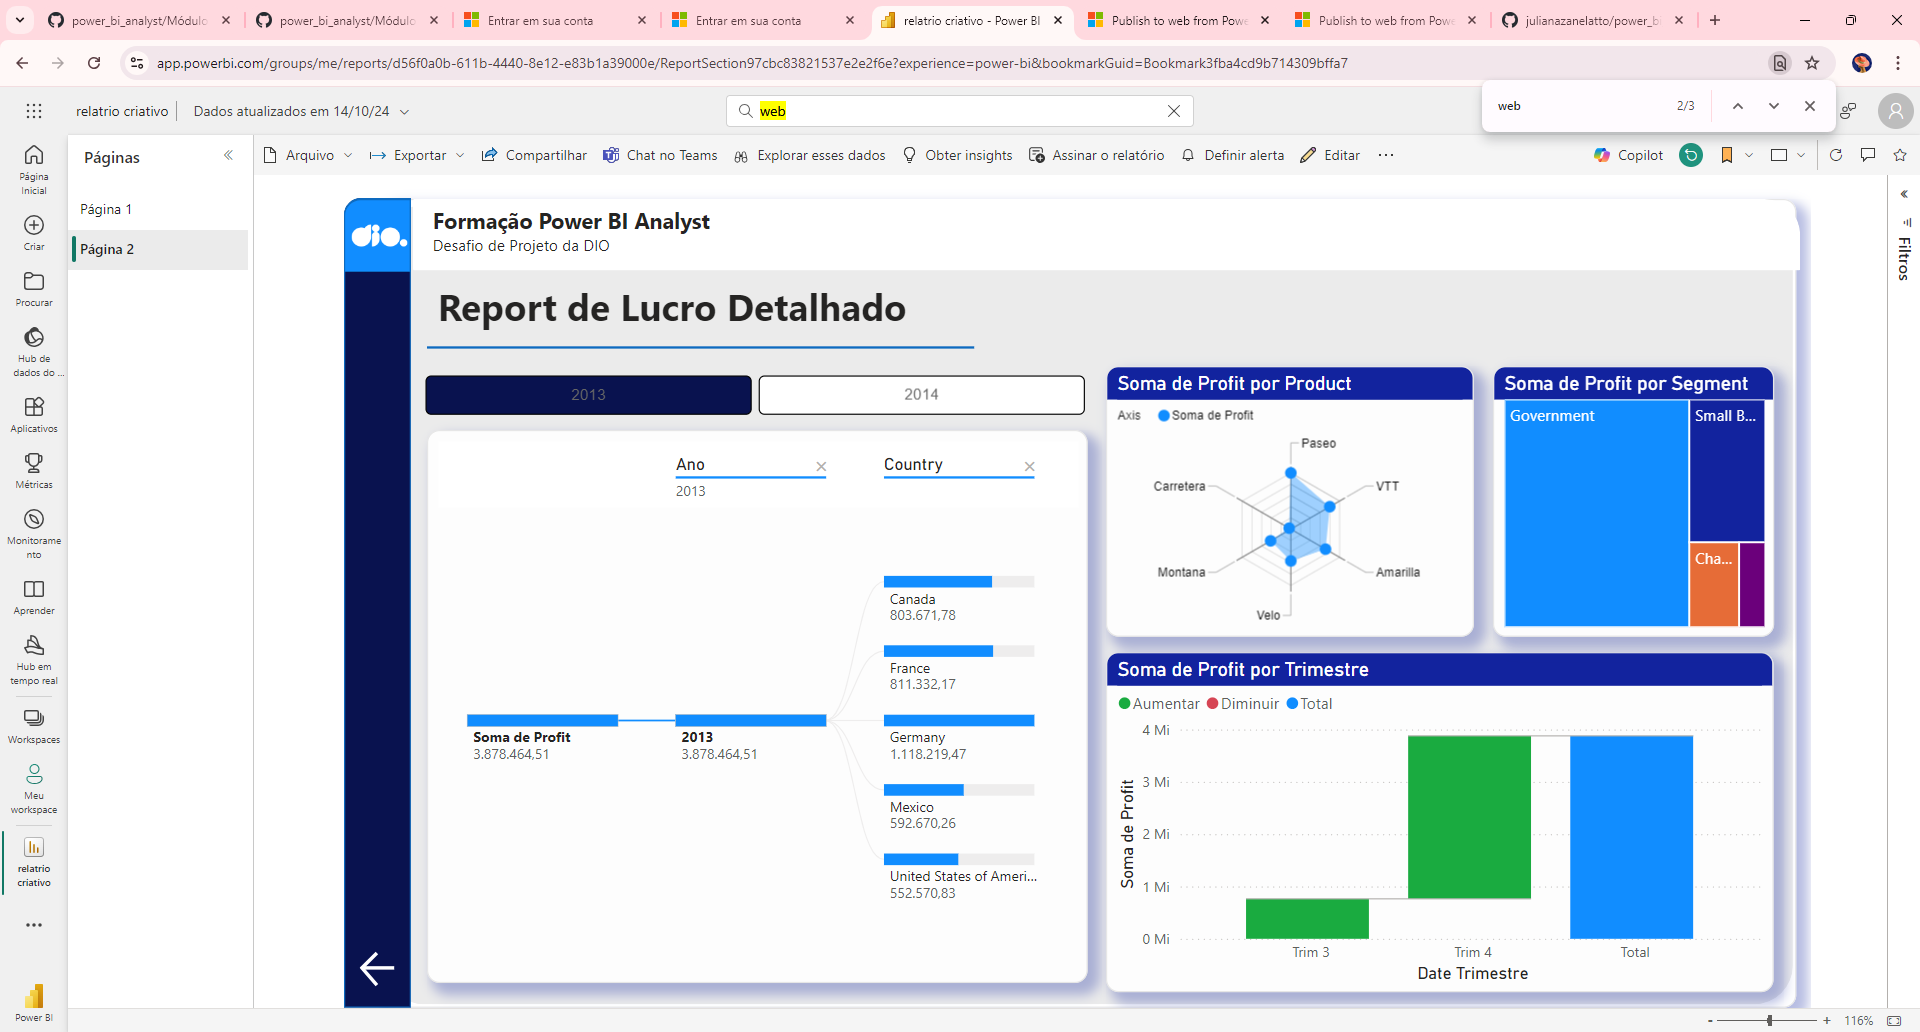 power_bi_analyst/Módulo
power_bi_analyst/Módulo
Entrar em sua conta
Entrar em sua conta
relatrio criativo - Power BI
Publish to web from Powe
Publish to web from Powe
julianazanelatto/power_bi
app.powerbi.com/groups/me/reports/d56f0a0b-611b-4440-8e12-e83b1a39000e/ReportSection97cbc83821537e2e2f6e?experience=power-bi&bookmarkGuid=Bookmark3fba4cd9b714309bffa7
web
2/3
relatrio criativo
Dados atualizados em 14/10/24
web
Página Inicial
Criar
Procurar
Hub de dados do ...
Aplicativos
Métricas
Monitorame nto
Aprender
Hub em tempo real
Workspaces
Meu workspace
relatrio criativo
Power BI
Páginas
Página 1
Página 2
Arquivo
Exportar
Compartilhar
Chat no Teams
Explorar esses dados
Obter insights
Assinar o relatório
Definir alerta
Editar
Copilot
Filtros
dio.
Formação Power BI Analyst
Desafio de Projeto da DIO
Report de Lucro Detalhado
2013
2014
Ano
2013
Country
Soma de Profit
3.878.464,51
2013
3.878.464,51
Canada
803.671,78
France
811.332,17
Germany
1.118.219,47
Mexico
592.670,26
United States of Ameri...
552.570,83
Soma de Profit por Product
Axis
Soma de Profit
Paseo
VTT
Amarilla
Velo
Montana
Carretera
Soma de Profit por Segment
Government
Small B...
Cha...
Soma de Profit por Trimestre
Aumentar
Diminuir
Total
Soma de Profit
4 Mi
3 Mi
2 Mi
1 Mi
0 Mi
Trim 3
Trim 4
Total
Date Trimestre
116%